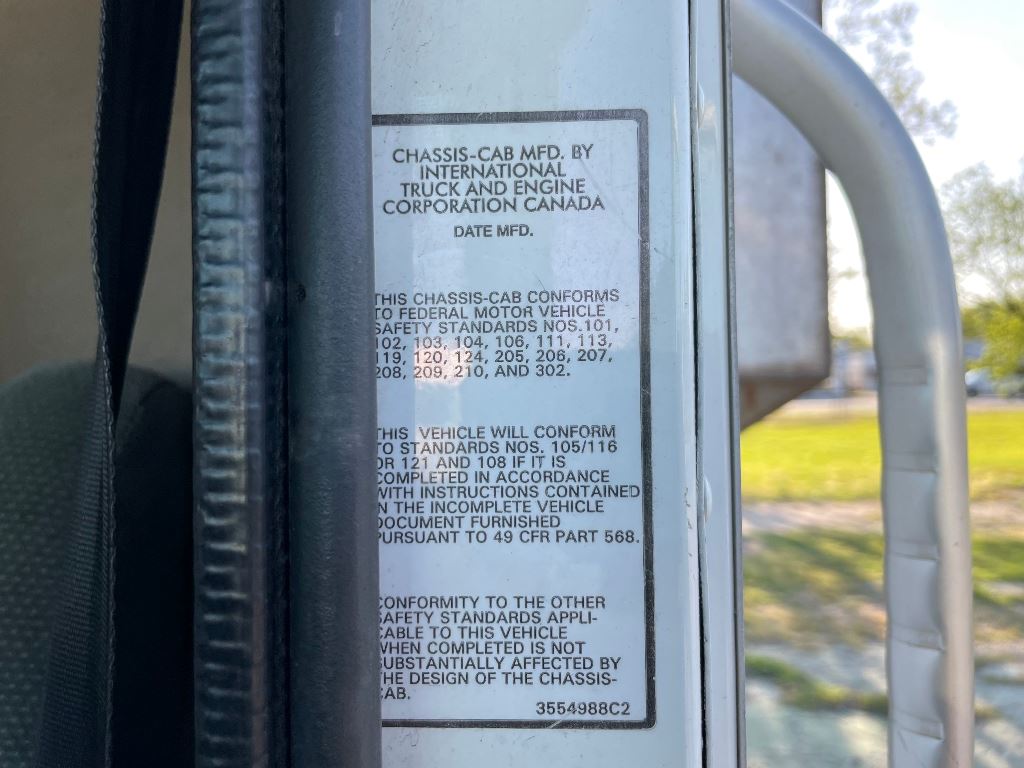 CHASSIS-CAB MFD. BY
INTERNATIONAL
TRUCK AND ENGINE
CORPORATION CANADA
DATE MFD.
THIS CHASSIS-CAB CONFORMS
TO FEDERAL MOTOR VEHICLE
SAFETY STANDARDS NOS.101,
102, 103, 104, 106, 111, 113,
119, 120, 124, 205, 206, 207,
208, 209, 210, AND 302.
THIS VEHICLE WILL CONFORM
TO STANDARDS NOS. 105/116
OR 121 AND 108 IF IT IS
COMPLETED IN ACCORDANCE
WITH INSTRUCTIONS CONTAINED
IN THE INCOMPLETE VEHICLE
DOCUMENT FURNISHED
PURSUANT TO 49 CFR PART 568.
CONFORMITY TO THE OTHER
SAFETY STANDARDS APPLI-
CABLE TO THIS VEHICLE
WHEN COMPLETED IS NOT
SUBSTANTIALLY AFFECTED BY
THE DESIGN OF THE CHASSIS-
CAB.
3554988C2